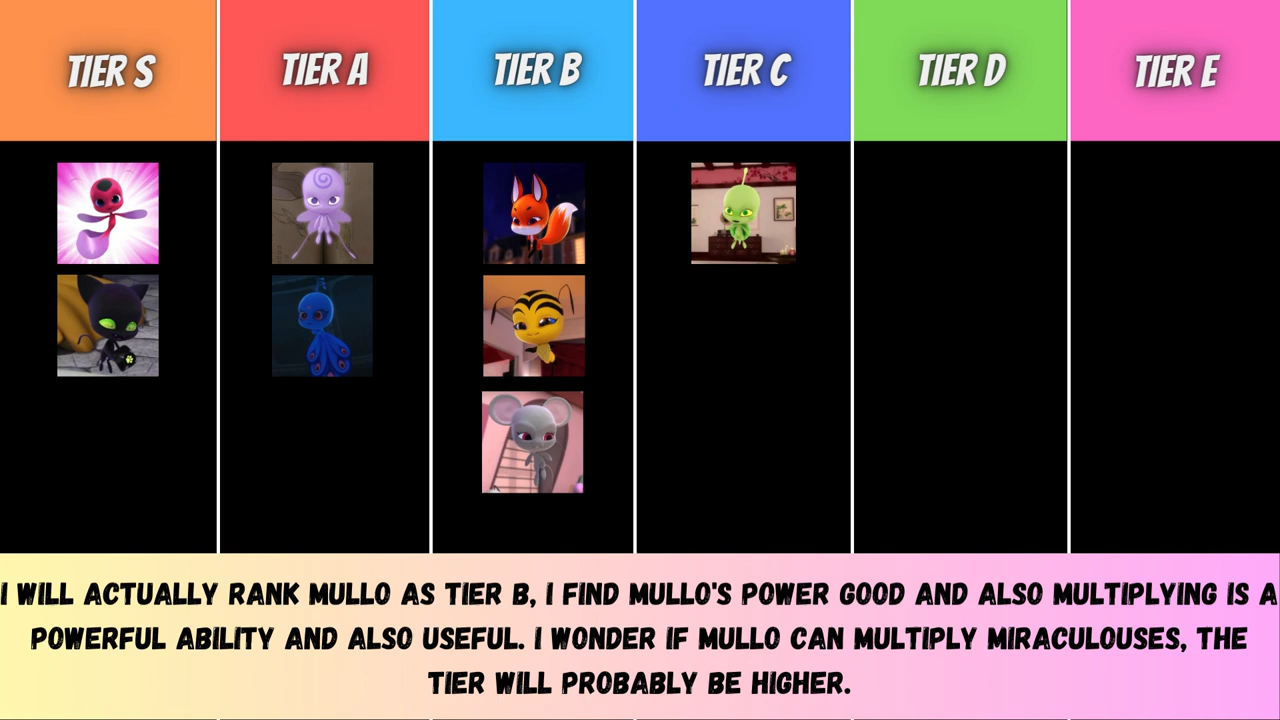 TIER S
TIER A
TIER B
TIER C
TIER D
TIER E
I WILL ACTUALLY RANK MULLO AS TIER B, I FIND MULLO'S POWER GOOD AND ALSO MULTIPLYING IS A
POWERFUL ABILITY AND ALSO USEFUL. I WONDER IF MULLO CAN MULTIPLY MIRACULOUSES, THE
TIER WILL PROBABLY BE HIGHER.